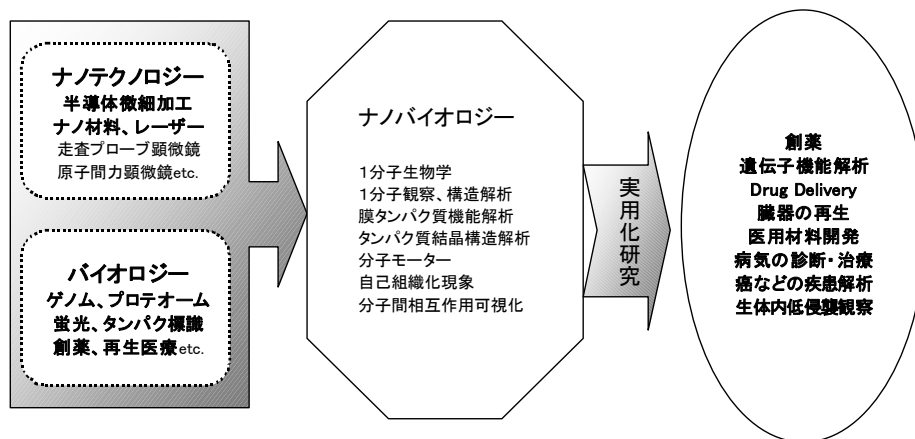 ナノテクノロジー
半導体微細加工
ナノ材料、レーザー
走査プローブ顕微鏡
原子間力顕微鏡etc.
バイオロジー
ゲノム、プロテオーム
蛍光、タンパク標識
創薬、再生医療etc.
ナノバイオロジー
1分子生物学
1分子観察、構造解析
膜タンパク質機能解析
タンパク質結晶構造解析
分子モーター
自己組織化現象
分子間相互作用可視化
実用化研究
創薬
遺伝子機能解析
Drug Delivery
臓器の再生
医用材料開発
病気の診断・治療
癌などの疾患解析
生体内低侵襲観察